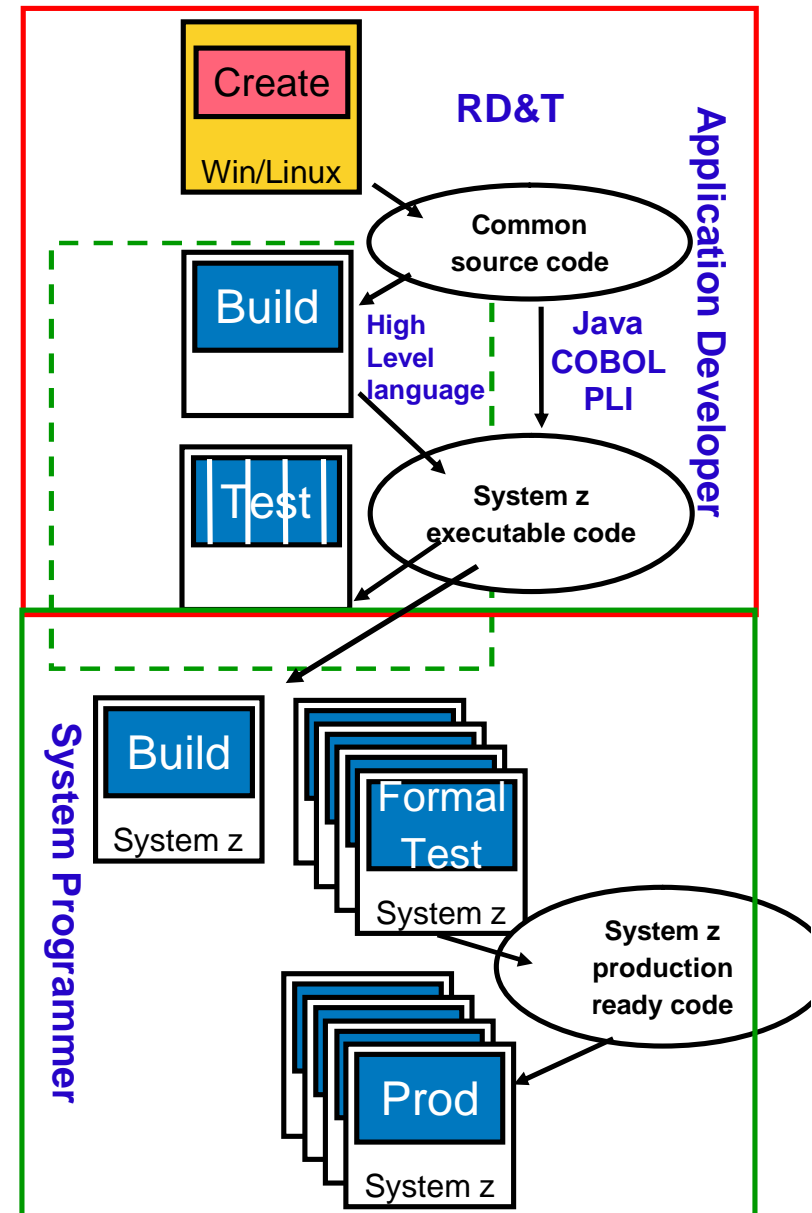 Create
Win/Linux
RD&T
Application Developer
Common
source code
Build
High
Level
language
Java
COBOL
PLI
Test
System z
executable code
System Programmer
Build
System z
Formal
Test
System z
System z
production
ready code
Prod
System z